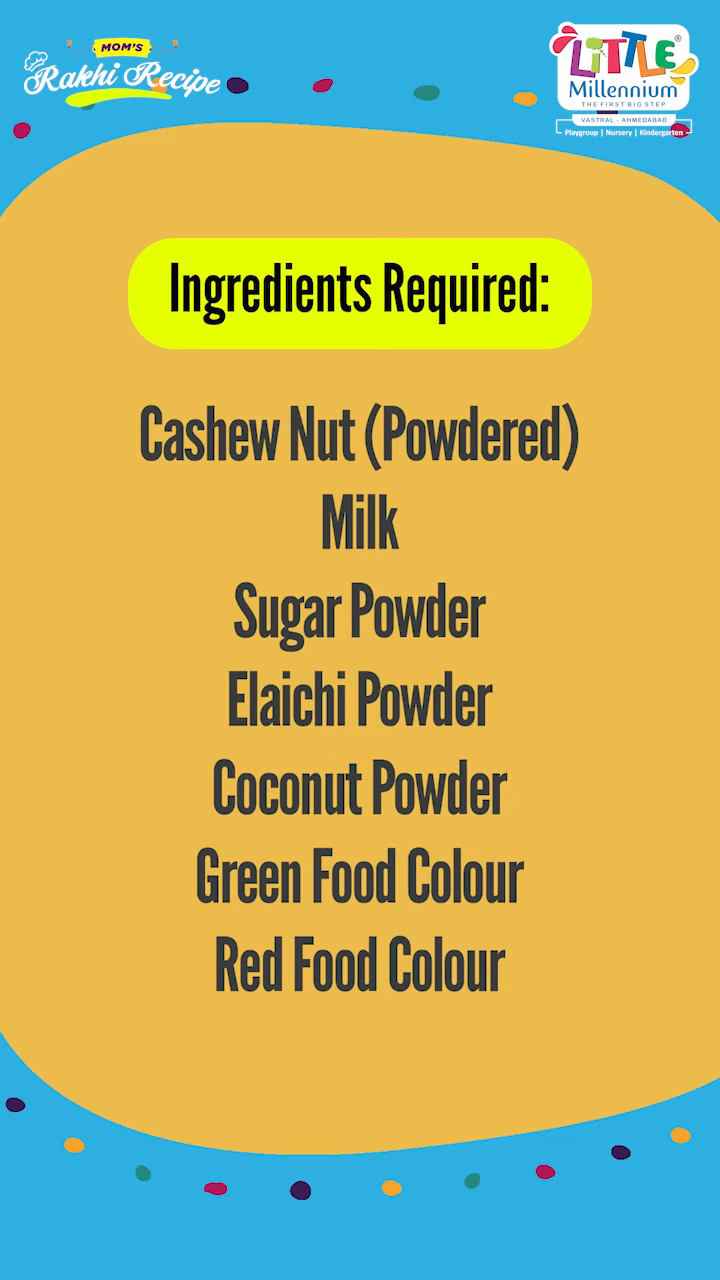 MOM'S
Rakhi Recipe
LiTTLE®
Millennium
THE FIRST BIG STEP
VASTRAL - AHMEDABAD
Playgroup | Nursery | Kindergarten
Ingredients Required:
Cashew Nut (Powdered)
Milk
Sugar Powder
Elaichi Powder
Coconut Powder
Green Food Colour
Red Food Colour